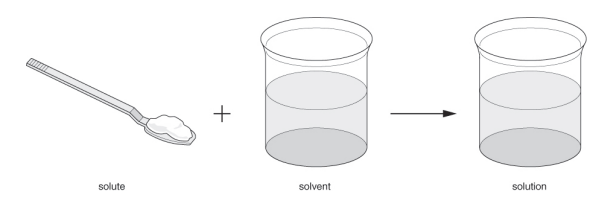 solute + solvent → solution